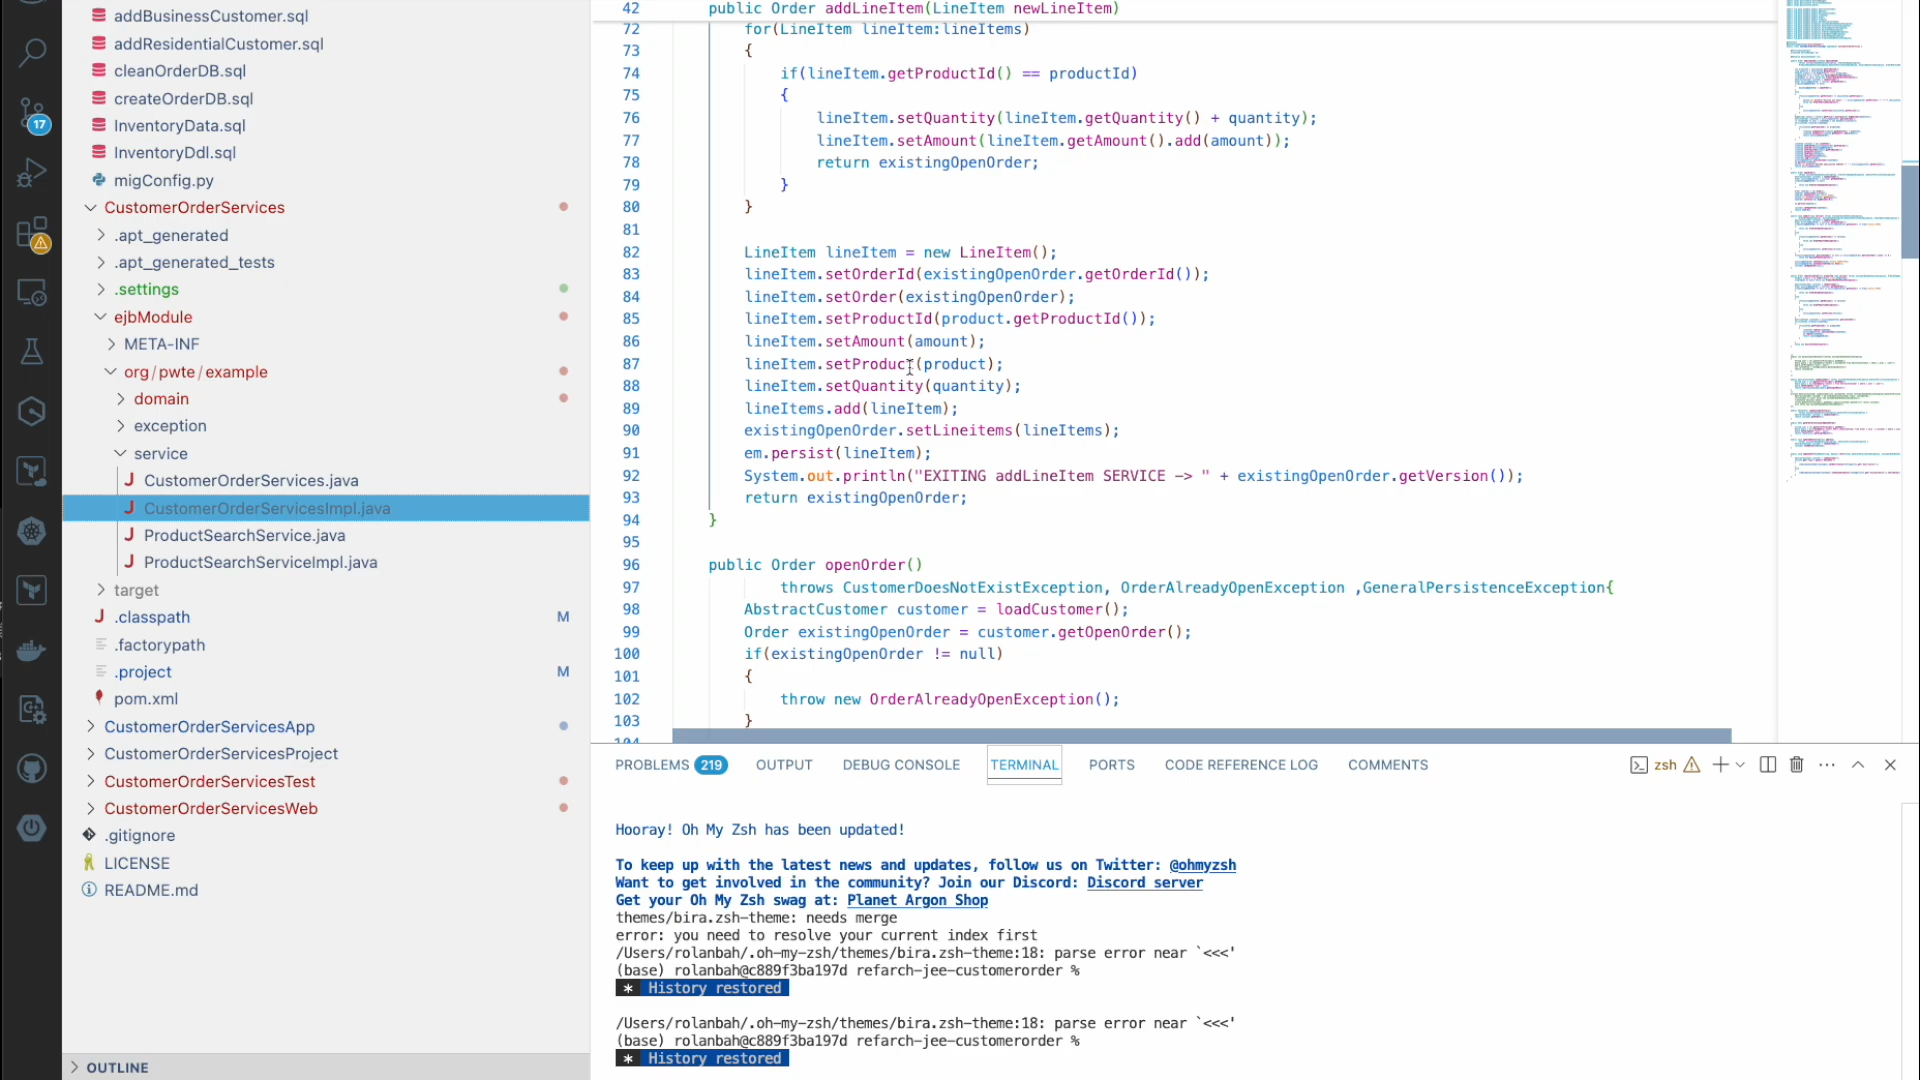 addBusinessCustomer.sql
addResidentialCustomer.sql
cleanOrderDB.sql
createOrderDB.sql
InventoryData.sql
InventoryDdl.sql
migConfig.py
CustomerOrderServices
.apt_generated
.apt_generated_tests
.settings
ejbModule
META-INF
org/pwte/example
domain
exception
service
CustomerOrderServices.java
CustomerOrderServicesImpl.java
ProductSearchService.java
ProductSearchServiceImpl.java
target
.classpath M
.factorypath
.project M
pom.xml
CustomerOrderServicesApp
CustomerOrderServicesProject
CustomerOrderServicesTest
CustomerOrderServicesWeb
.gitignore
LICENSE
README.md
OUTLINE
17
42 public Order addLineItem(LineItem newLineItem)
72 for(LineItem lineItem:lineItems)
73 {
74 if(lineItem.getProductId() == productId)
75 {
76 lineItem.setQuantity(lineItem.getQuantity() + quantity);
77 lineItem.setAmount(lineItem.getAmount().add(amount));
78 return existingOpenOrder;
79 }
80 }
81
82 LineItem lineItem = new LineItem();
83 lineItem.setOrderId(existingOpenOrder.getOrderId());
84 lineItem.setOrder(existingOpenOrder);
85 lineItem.setProductId(product.getProductId());
86 lineItem.setAmount(amount);
87 lineItem.setProduct(product);
88 lineItem.setQuantity(quantity);
89 lineItems.add(lineItem);
90 existingOpenOrder.setLineitems(lineItems);
91 em.persist(lineItem);
92 System.out.println("EXITING addLineItem SERVICE -> " + existingOpenOrder.getVersion());
93 return existingOpenOrder;
94 }
95
96 public Order openOrder()
97 throws CustomerDoesNotExistException, OrderAlreadyOpenException ,GeneralPersistenceException{
98 AbstractCustomer customer = loadCustomer();
99 Order existingOpenOrder = customer.getOpenOrder();
100 if(existingOpenOrder != null)
101 {
102 throw new OrderAlreadyOpenException();
103 }
104
PROBLEMS 219 OUTPUT DEBUG CONSOLE TERMINAL PORTS CODE REFERENCE LOG COMMENTS zsh
Hooray! Oh My Zsh has been updated!
To keep up with the latest news and updates, follow us on Twitter: @ohmyzsh
Want to get involved in the community? Join our Discord: Discord server
Get your Oh My Zsh swag at: Planet Argon Shop
themes/bira.zsh-theme: needs merge
error: you need to resolve your current index first
/Users/rolanbah/.oh-my-zsh/themes/bira.zsh-theme:18: parse error near `<<<'
(base) rolanbah@c889f3ba197d refarch-jee-customerorder %
* History restored
/Users/rolanbah/.oh-my-zsh/themes/bira.zsh-theme:18: parse error near `<<<'
(base) rolanbah@c889f3ba197d refarch-jee-customerorder %
* History restored